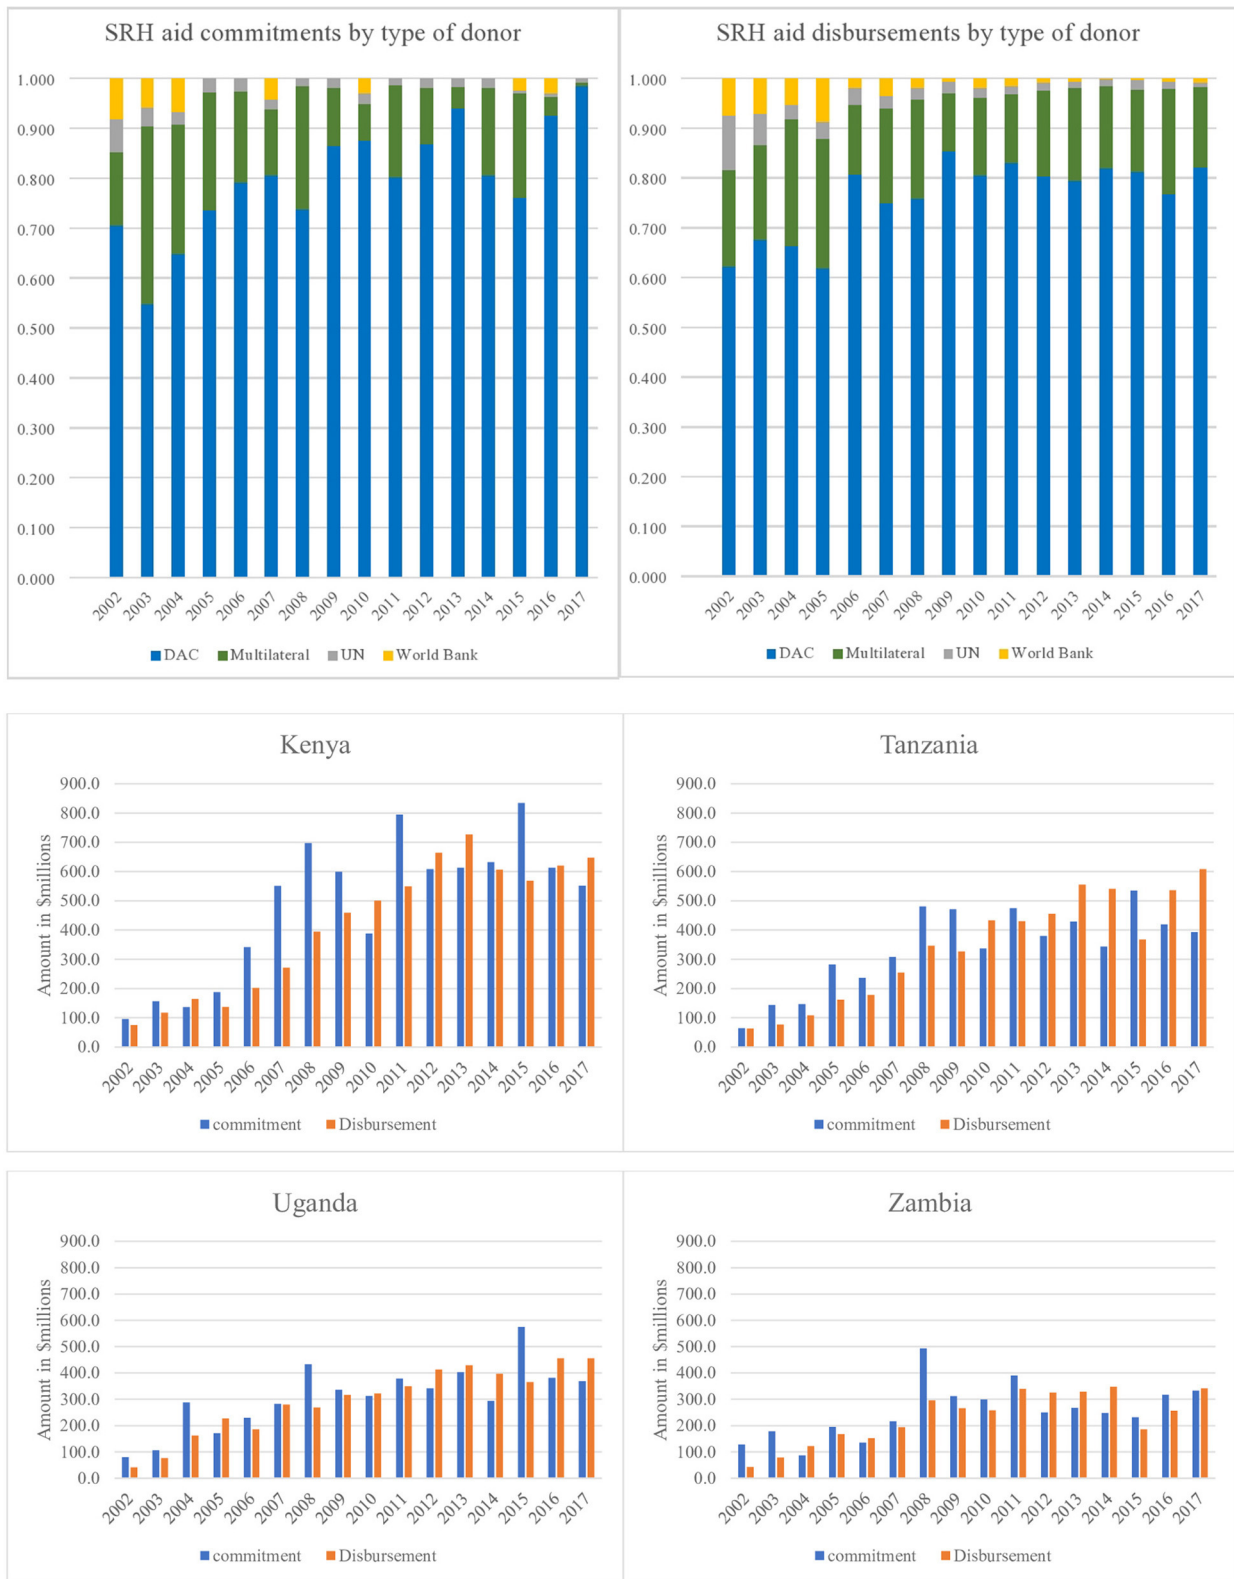 SRH aid commitments by type of donor
1.000
0.900
0.800
0.700
0.600
0.500
0.400
0.300
0.200
0.100
0.000
2002 2003 2004 2005 2006 2007 2008 2009 2010 2011 2012 2013 2014 2015 2016 2017
DAC Multilateral UN World Bank
SRH aid disbursements by type of donor
1.000
0.900
0.800
0.700
0.600
0.500
0.400
0.300
0.200
0.100
0.000
2002 2003 2004 2005 2006 2007 2008 2009 2010 2011 2012 2013 2014 2015 2016 2017
DAC Multilateral UN World Bank
Kenya
Amount in $millions
900.0
800.0
700.0
600.0
500.0
400.0
300.0
200.0
100.0
0.0
2002 2003 2004 2005 2006 2007 2008 2009 2010 2011 2012 2013 2014 2015 2016 2017
commitment Disbursement
Tanzania
Amount in $millions
900.0
800.0
700.0
600.0
500.0
400.0
300.0
200.0
100.0
0.0
2002 2003 2004 2005 2006 2007 2008 2009 2010 2011 2012 2013 2014 2015 2016 2017
commitment Disbursement
Uganda
Amount in $millions
900.0
800.0
700.0
600.0
500.0
400.0
300.0
200.0
100.0
0.0
2002 2003 2004 2005 2006 2007 2008 2009 2010 2011 2012 2013 2014 2015 2016 2017
commitment Disbursement
Zambia
Amount in $millions
900.0
800.0
700.0
600.0
500.0
400.0
300.0
200.0
100.0
0.0
2002 2003 2004 2005 2006 2007 2008 2009 2010 2011 2012 2013 2014 2015 2016 2017
commitment Disbursement